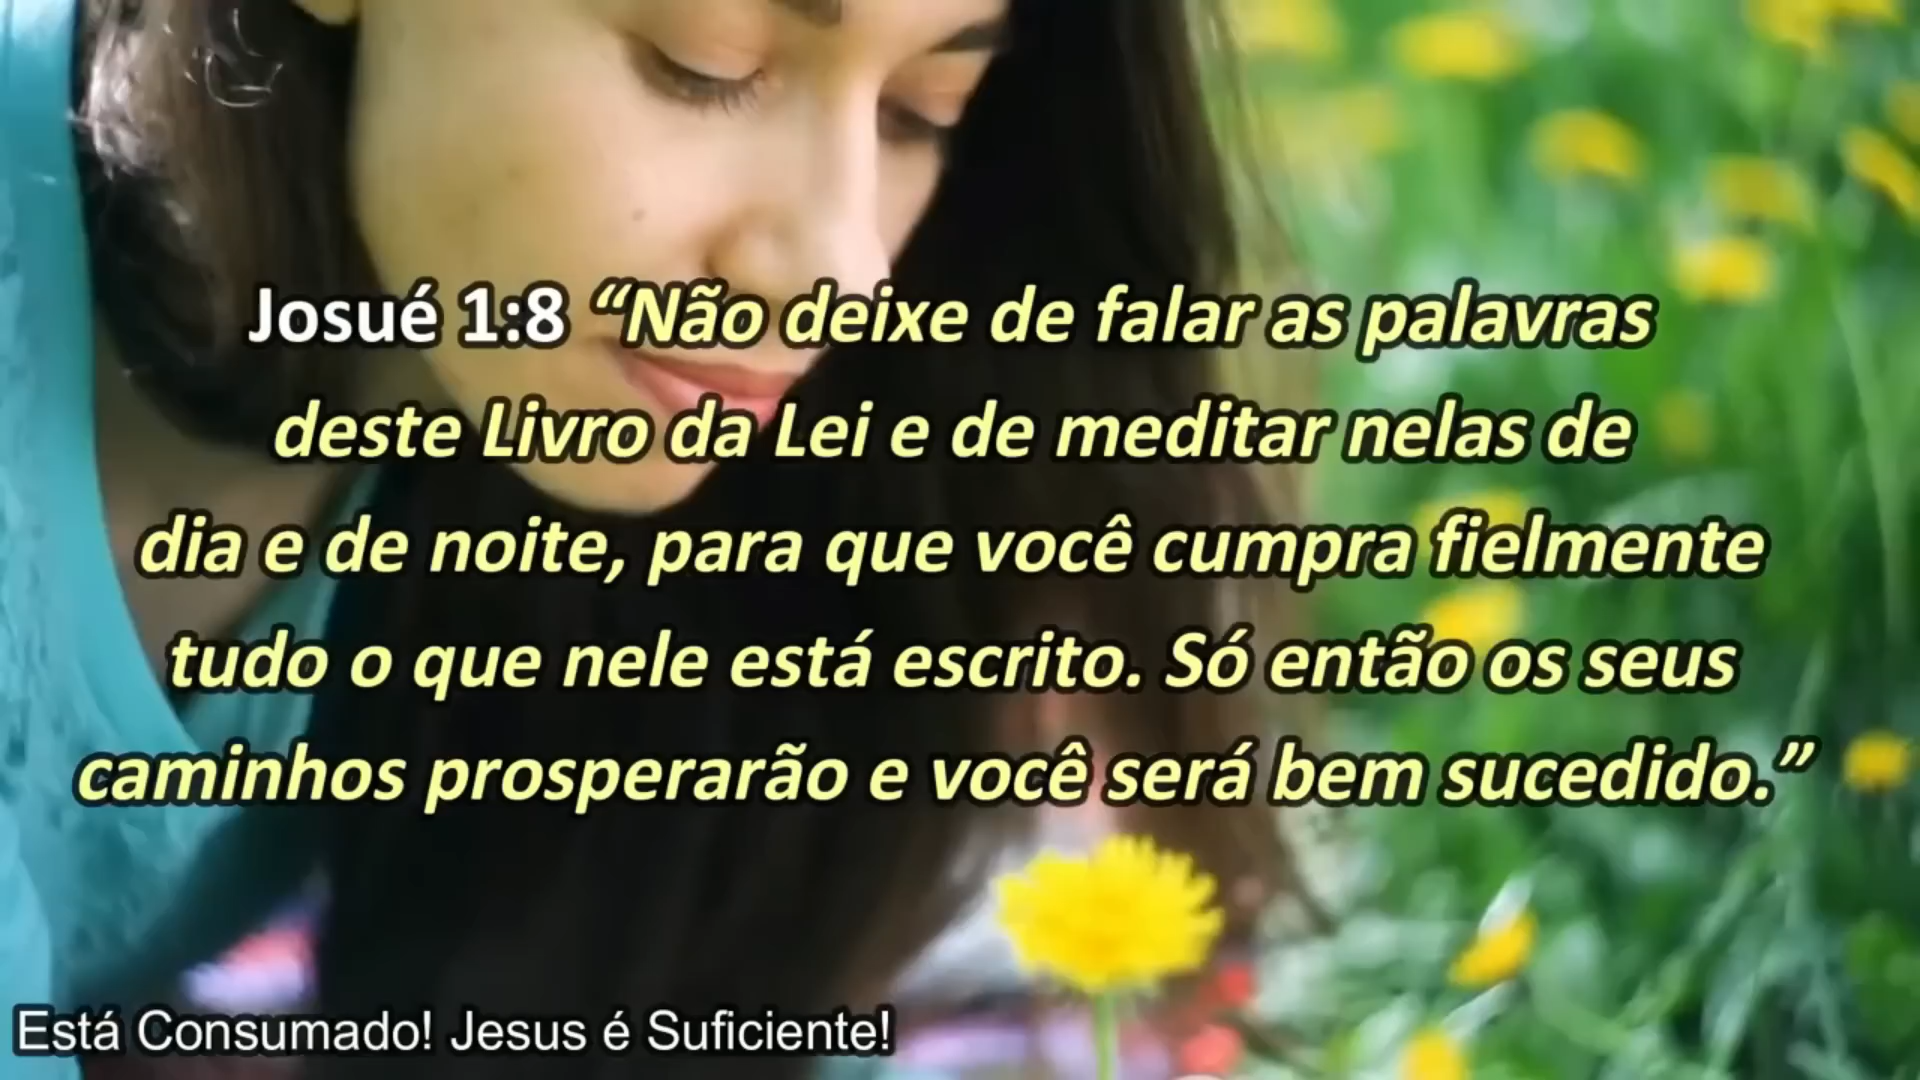 Josué 1:8 “Não deixe de falar as palavras
deste Livro da Lei e de meditar nelas de
dia e de noite, para que você cumpra fielmente
tudo o que nele está escrito. Só então os seus
caminhos prosperarão e você será bem sucedido.”
Está Consumado! Jesus é Suficiente!